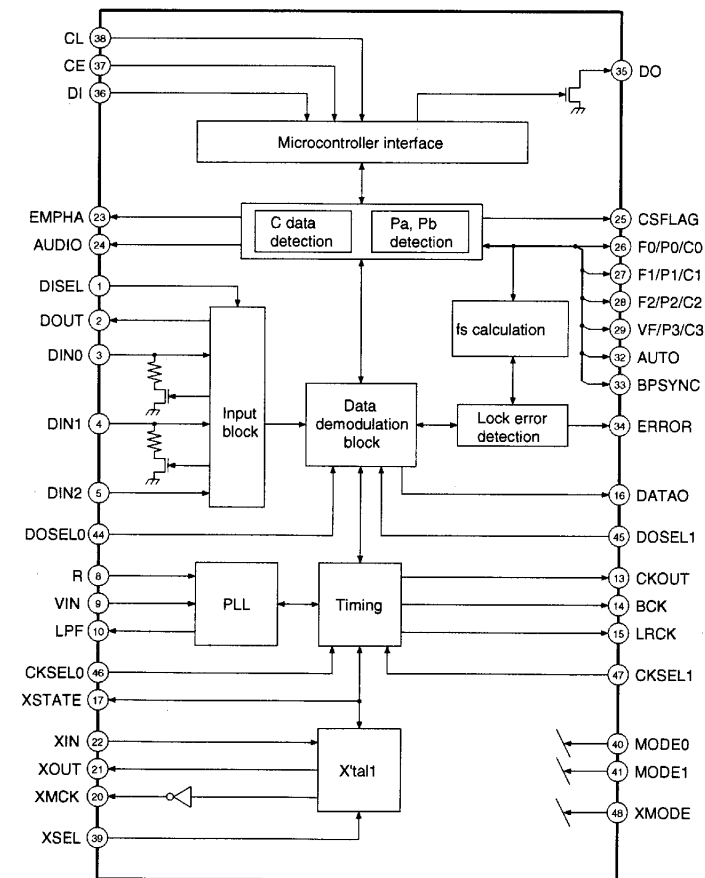 CL 38
CE 37
DI 36
35 DO
Microcontroller interface
EMPHA 23
AUDIO 24
C data
detection
Pa, Pb
detection
25 CSFLAG
26 F0/P0/C0
27 F1/P1/C1
28 F2/P2/C2
29 VF/P3/C3
32 AUTO
33 BPSYNC
34 ERROR
DISEL 1
DOUT 2
DIN0 3
DIN1 4
DIN2 5
DOSEL0 44
Input
block
Data
demodulation
block
fs calculation
Lock error
detection
16 DATAO
45 DOSEL1
R 8
VIN 9
LPF 10
PLL
Timing
13 CKOUT
14 BCK
15 LRCK
CKSEL0 46
47 CKSEL1
XSTATE 17
XIN 22
XOUT 21
XMCK 20
XSEL 39
X'tal1
40 MODE0
41 MODE1
48 XMODE